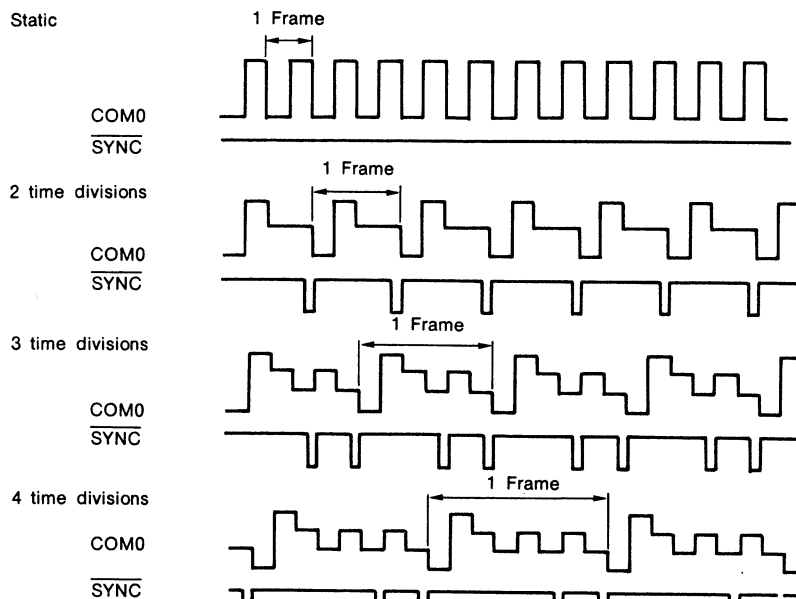 Static
1 Frame
COM0
SYNC
2 time divisions
1 Frame
COM0
SYNC
3 time divisions
1 Frame
COM0
SYNC
4 time divisions
1 Frame
COM0
SYNC